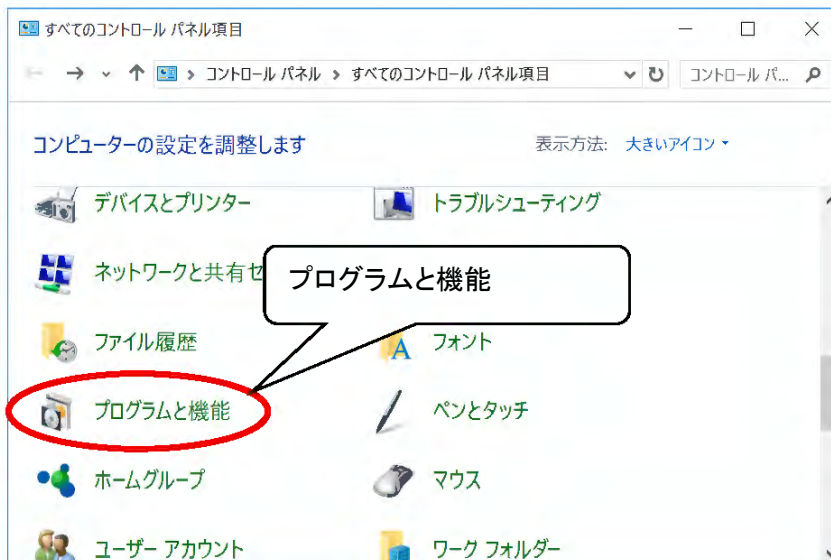 すべてのコントロール パネル項目
コントロール パネル
すべてのコントロール パネル項目
コントロール パ...
コンピューターの設定を調整します
表示方法:
大きいアイコン
デバイスとプリンター
トラブルシューティング
ネットワークと共有セ
プログラムと機能
ファイル履歴
フォント
プログラムと機能
ペンとタッチ
ホームグループ
マウス
ユーザー アカウント
ワーク フォルダー